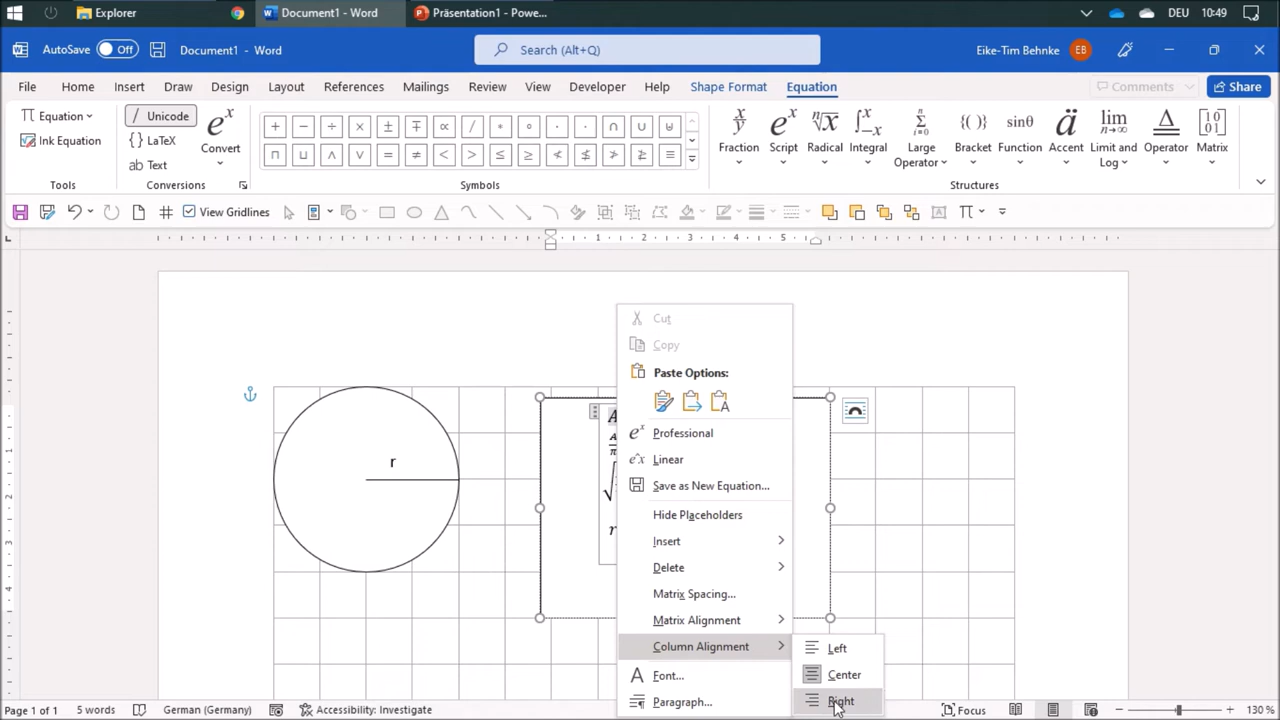 Explorer Document1 - Word Präsentation1 - Powe... DEU 10:49
AutoSave Off Document1 - Word Search (Alt+Q) Eike-Tim Behnke EB
File Home Insert Draw Design Layout References Mailings Review View Developer Help Shape Format Equation Comments Share
Equation Unicode
Ink Equation LaTeX
Text
Convert
Fraction Script Radical Integral Large Operator Bracket Function Accent Limit and Log Operator Matrix
Tools Conversions Symbols Structures
View Gridlines
1 2 3 4 5
r
Cut
Copy
Paste Options:
Professional
Linear
Save as New Equation...
Hide Placeholders
Insert
Delete
Matrix Spacing...
Matrix Alignment
Column Alignment
Left
Center
Right
Font...
Paragraph...
Page 1 of 1 5 words German (Germany) Accessibility: Investigate Focus 130 %